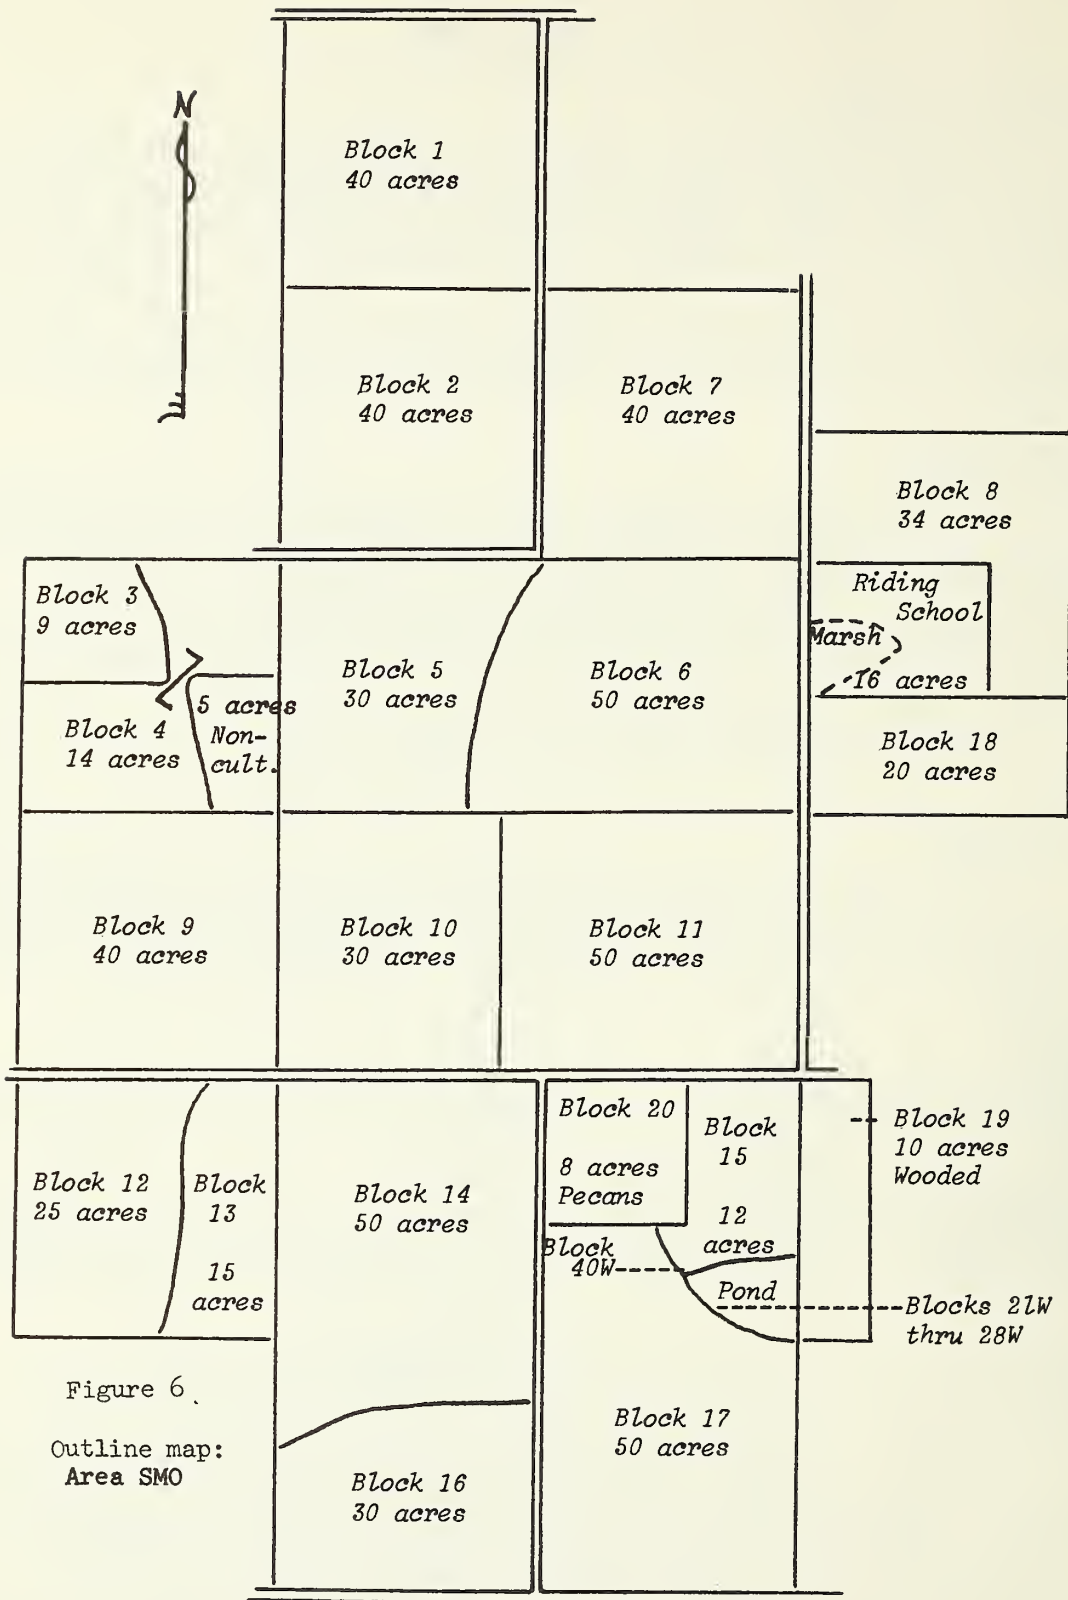 N
Block 1
40 acres
Block 2
40 acres
Block 7
40 acres
Block 8
34 acres
Block 3
9 acres
Riding
School
Marsh
16 acres
Block 5
30 acres
Block 6
50 acres
5 acres
Non-
cult.
Block 4
14 acres
Block 18
20 acres
Block 9
40 acres
Block 10
30 acres
Block 11
50 acres
Block 20
8 acres
Pecans
Block
15
12
acres
Block 19
10 acres
Wooded
Block 12
25 acres
Block
13
15
acres
Block 14
50 acres
Block
40W
Pond
Blocks 21W
thru 28W
Figure 6
Outline map:
Area SMO
Block 17
50 acres
Block 16
30 acres